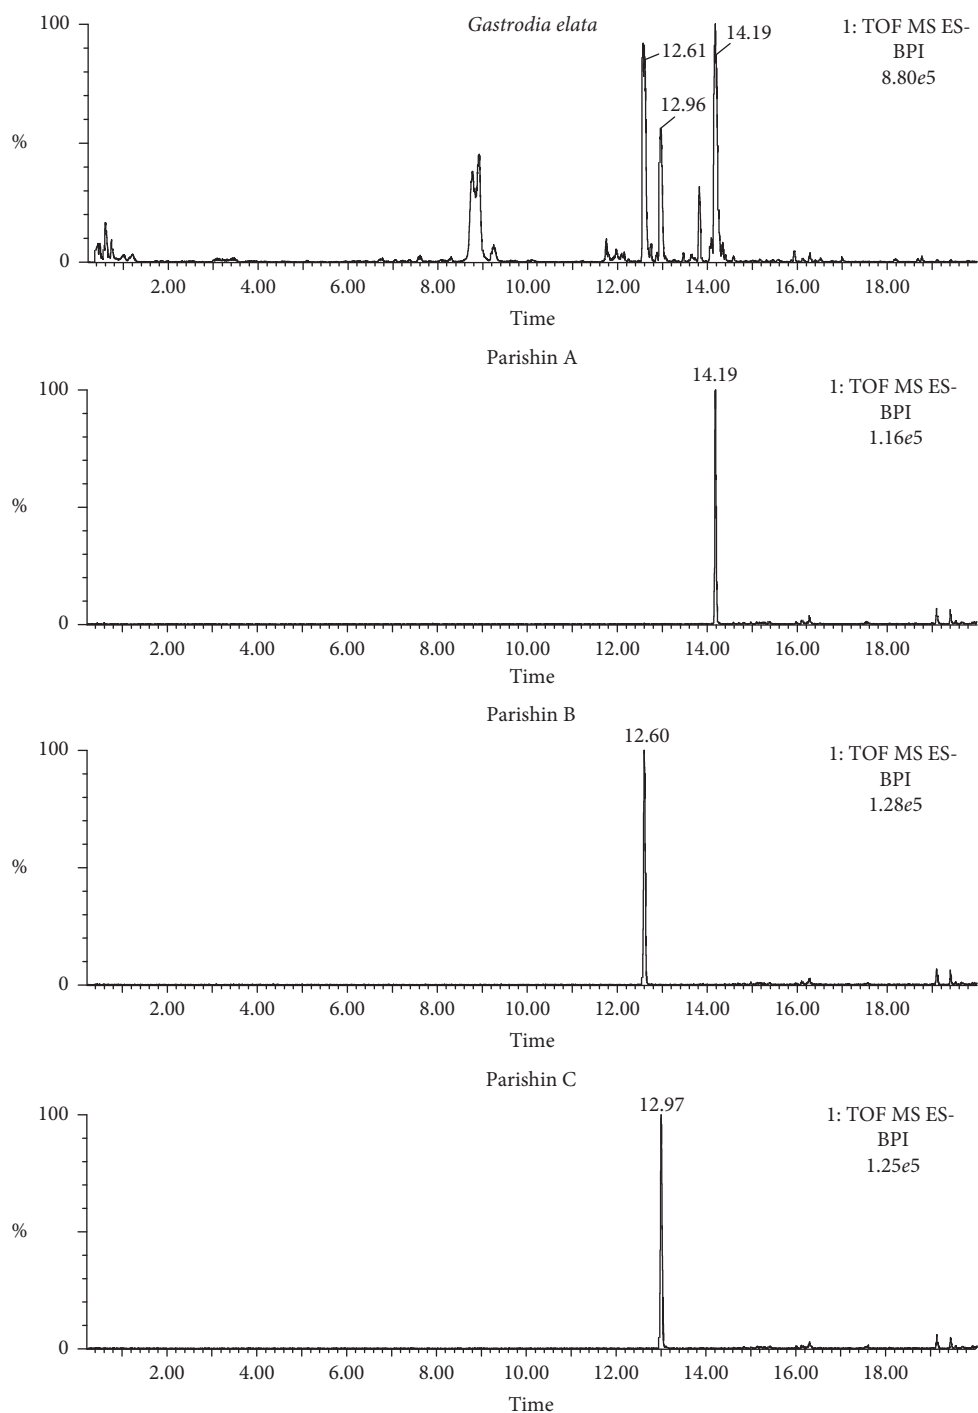 Gastrodia elata
1: TOF MS ES-
BPI
8.80e5
100
%
0
12.61
12.96
14.19
2.00 4.00 6.00 8.00 10.00 12.00 14.00 16.00 18.00
Time
Parishin A
1: TOF MS ES-
BPI
1.16e5
100
%
0
14.19
2.00 4.00 6.00 8.00 10.00 12.00 14.00 16.00 18.00
Time
Parishin B
1: TOF MS ES-
BPI
1.28e5
100
%
0
12.60
2.00 4.00 6.00 8.00 10.00 12.00 14.00 16.00 18.00
Time
Parishin C
1: TOF MS ES-
BPI
1.25e5
100
%
0
12.97
2.00 4.00 6.00 8.00 10.00 12.00 14.00 16.00 18.00
Time